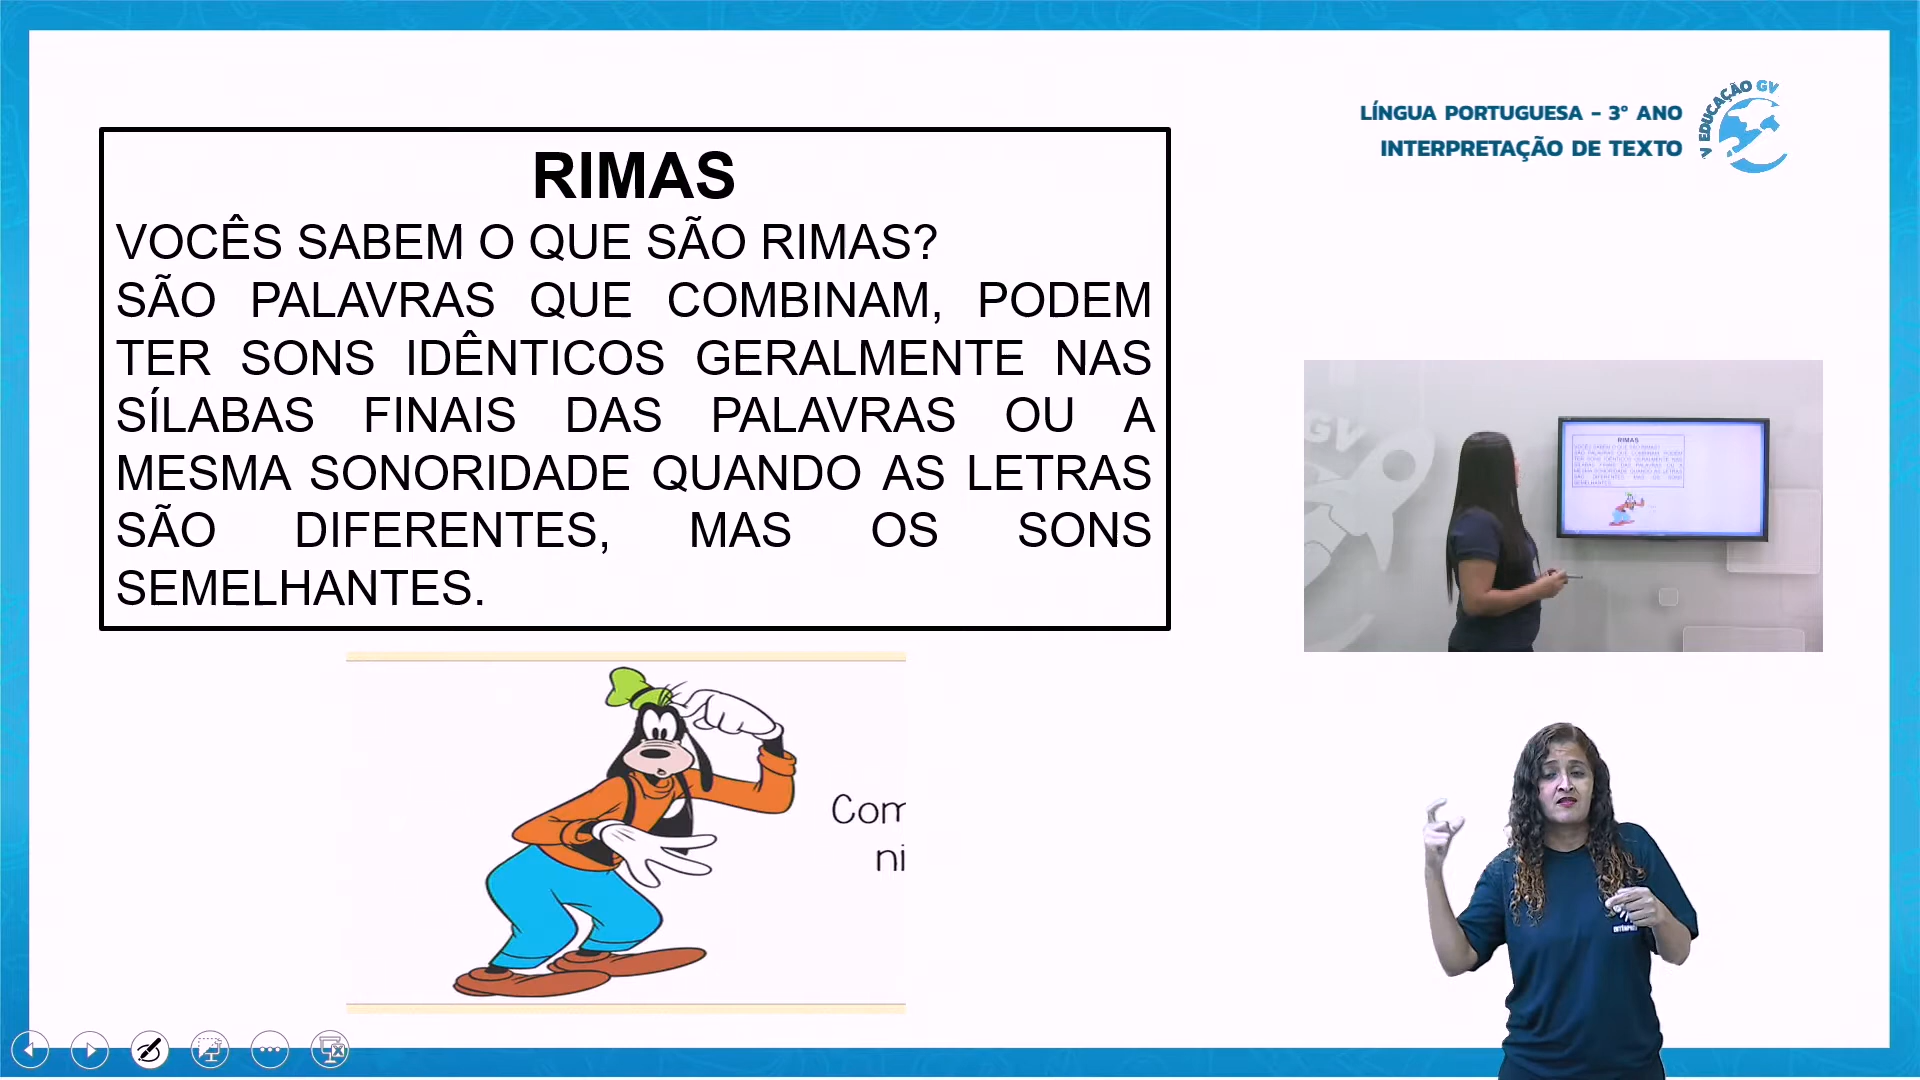 LÍNGUA PORTUGUESA - 3º ANO
INTERPRETAÇÃO DE TEXTO
V EDUCAÇÃO GV
RIMAS
VOCÊS SABEM O QUE SÃO RIMAS?
SÃO PALAVRAS QUE COMBINAM, PODEM
TER SONS IDÊNTICOS GERALMENTE NAS
SÍLABAS FINAIS DAS PALAVRAS OU A
MESMA SONORIDADE QUANDO AS LETRAS
SÃO DIFERENTES, MAS OS SONS
SEMELHANTES.
Com
ni
GV
RIMAS